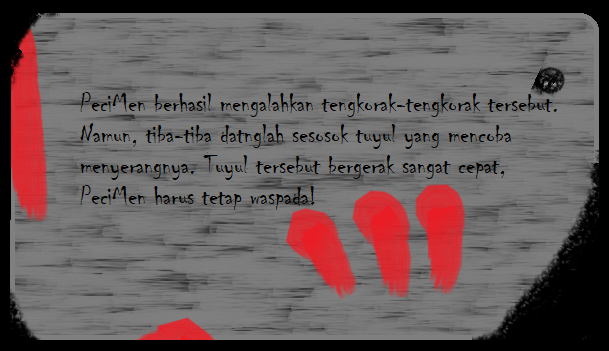 PeciMen berhasil mengalahkan tengkorak-tengkorak tersebut.
Namun, tiba-tiba datnglah sesosok tuyul yang mencoba
menyerangnya. Tuyul tersebut bergerak sangat cepat,
PeciMen harus tetap waspada!